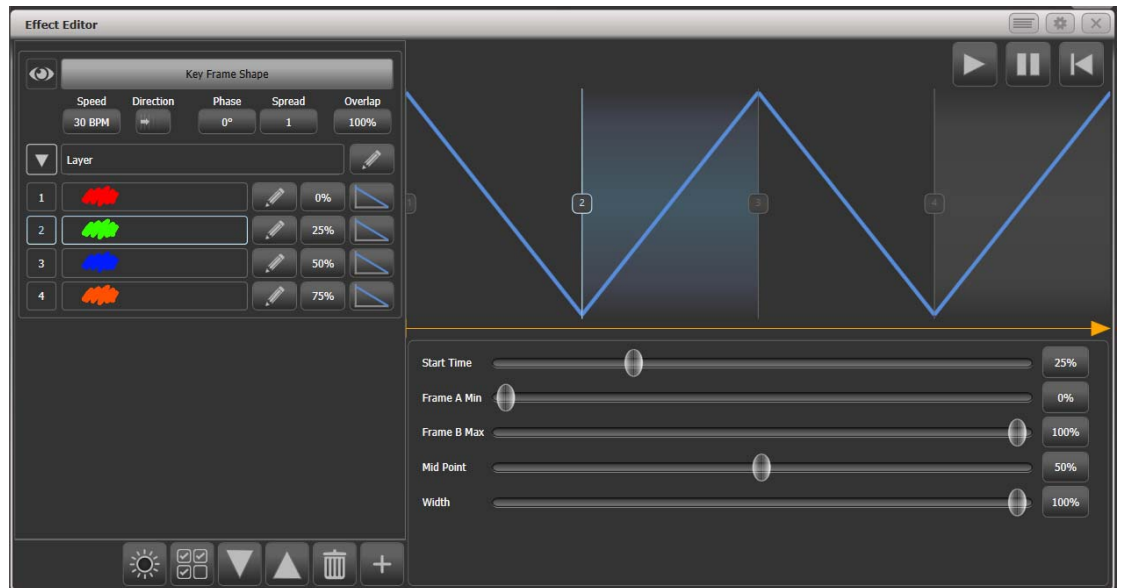 Effect Editor
Key Frame Shape
Speed Direction Phase Spread Overlap
30 BPM 0° 1 100%
Layer
1 0%
2 25%
3 50%
4 75%
1 2 3 4
Start Time 25%
Frame A Min 0%
Frame B Max 100%
Mid Point 50%
Width 100%